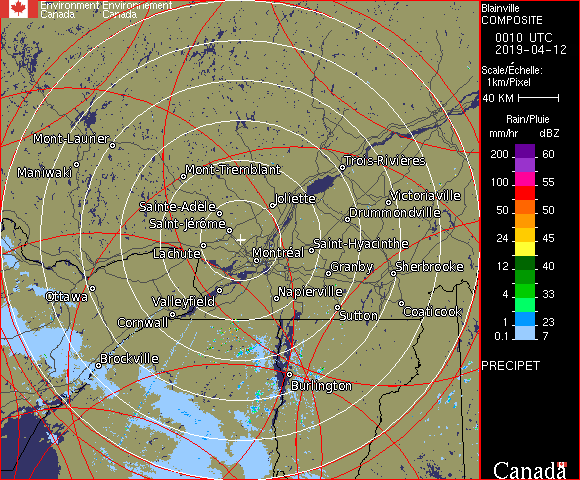 Environment Environnement
Canada Canada
Blainville
COMPOSITE
0010 UTC
2019-04-12
Scale/Échelle:
1km/Pixel
40 KM
Rain/Pluie
mm/hr dBZ
200 60
150 57
100 55
50 50
24 45
12 40
4 33
1 23
0.1 7
PRECIPET
Canada
Mont-Laurier
Maniwaki
Mont-Tremblant
Trois-Rivières
Joliette
Victoriaville
Sainte-Adèle
Drummondville
Saint-Jérôme
Saint-Hyacinthe
Lachute
Montréal
Granby
Sherbrooke
Ottawa
Valleyfield
Napierville
Cornwall
Sutton
Coaticook
Brockville
Burlington